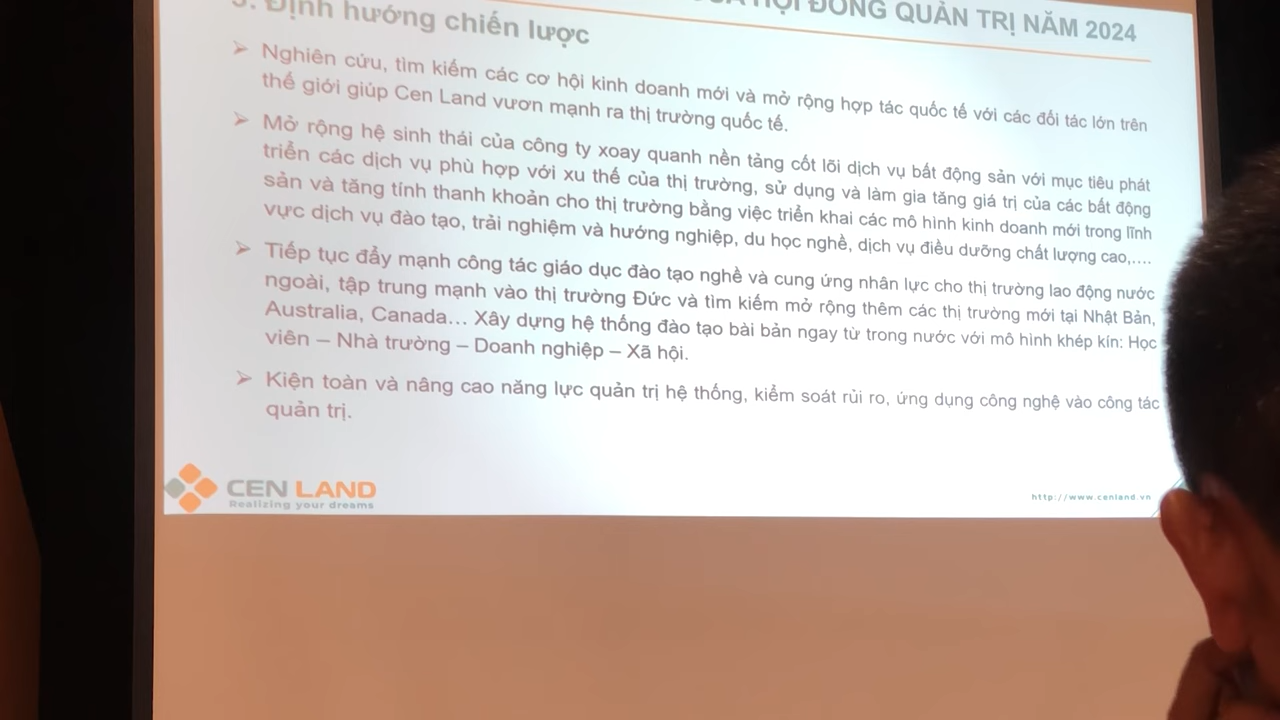 HỘI ĐỒNG QUẢN TRỊ NĂM 2024
Định hướng chiến lược
➢ Nghiên cứu, tìm kiếm các cơ hội kinh doanh mới và mở rộng hợp tác quốc tế với các đối tác lớn trên
thế giới giúp Cen Land vươn mạnh ra thị trường quốc tế.
➢ Mở rộng hệ sinh thái của công ty xoay quanh nền tảng cốt lõi dịch vụ bất động sản với mục tiêu phát
triển các dịch vụ phù hợp với xu thế của thị trường, sử dụng và làm gia tăng giá trị của các bất động
sản và tăng tính thanh khoản cho thị trường bằng việc triển khai các mô hình kinh doanh mới trong lĩnh
vực dịch vụ đào tạo, trải nghiệm và hướng nghiệp, du học nghề, dịch vụ điều dưỡng chất lượng cao,....
➢ Tiếp tục đẩy mạnh công tác giáo dục đào tạo nghề và cung ứng nhân lực cho thị trường lao động nước
ngoài, tập trung mạnh vào thị trường Đức và tìm kiếm mở rộng thêm các thị trường mới tại Nhật Bản,
Australia, Canada... Xây dựng hệ thống đào tạo bài bản ngay từ trong nước với mô hình khép kín: Học
viên – Nhà trường – Doanh nghiệp – Xã hội.
➢ Kiện toàn và nâng cao năng lực quản trị hệ thống, kiểm soát rủi ro, ứng dụng công nghệ vào công tác
quản trị.
CEN LAND
Realizing your dreams
http://www.cenland.vn